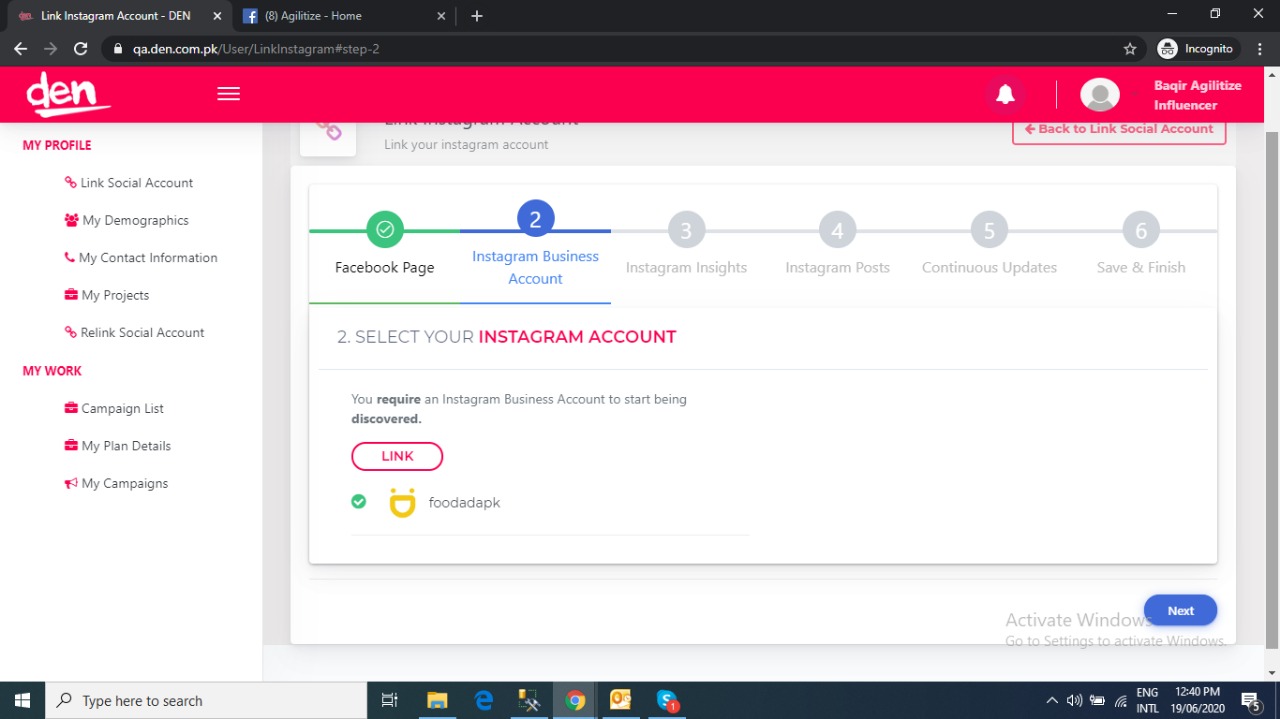 Link Instagram Account - DEN
(8) Agilitize - Home
qa.den.com.pk/User/LinkInstagram#step-2
Incognito
den
Baqir Agilitize
Influencer
Link Instagram Account
Link your instagram account
Back to Link Social Account
MY PROFILE
Link Social Account
My Demographics
My Contact Information
My Projects
Relink Social Account
MY WORK
Campaign List
My Plan Details
My Campaigns
2
3
4
5
6
Facebook Page
Instagram Business
Account
Instagram Insights
Instagram Posts
Continuous Updates
Save & Finish
2. SELECT YOUR INSTAGRAM ACCOUNT
You require an Instagram Business Account to start being
discovered.
LINK
foodadapk
Next
Activate Windows
Go to Settings to activate Windows.
Type here to search
1
ENG
INTL
12:40 PM
19/06/2020
5